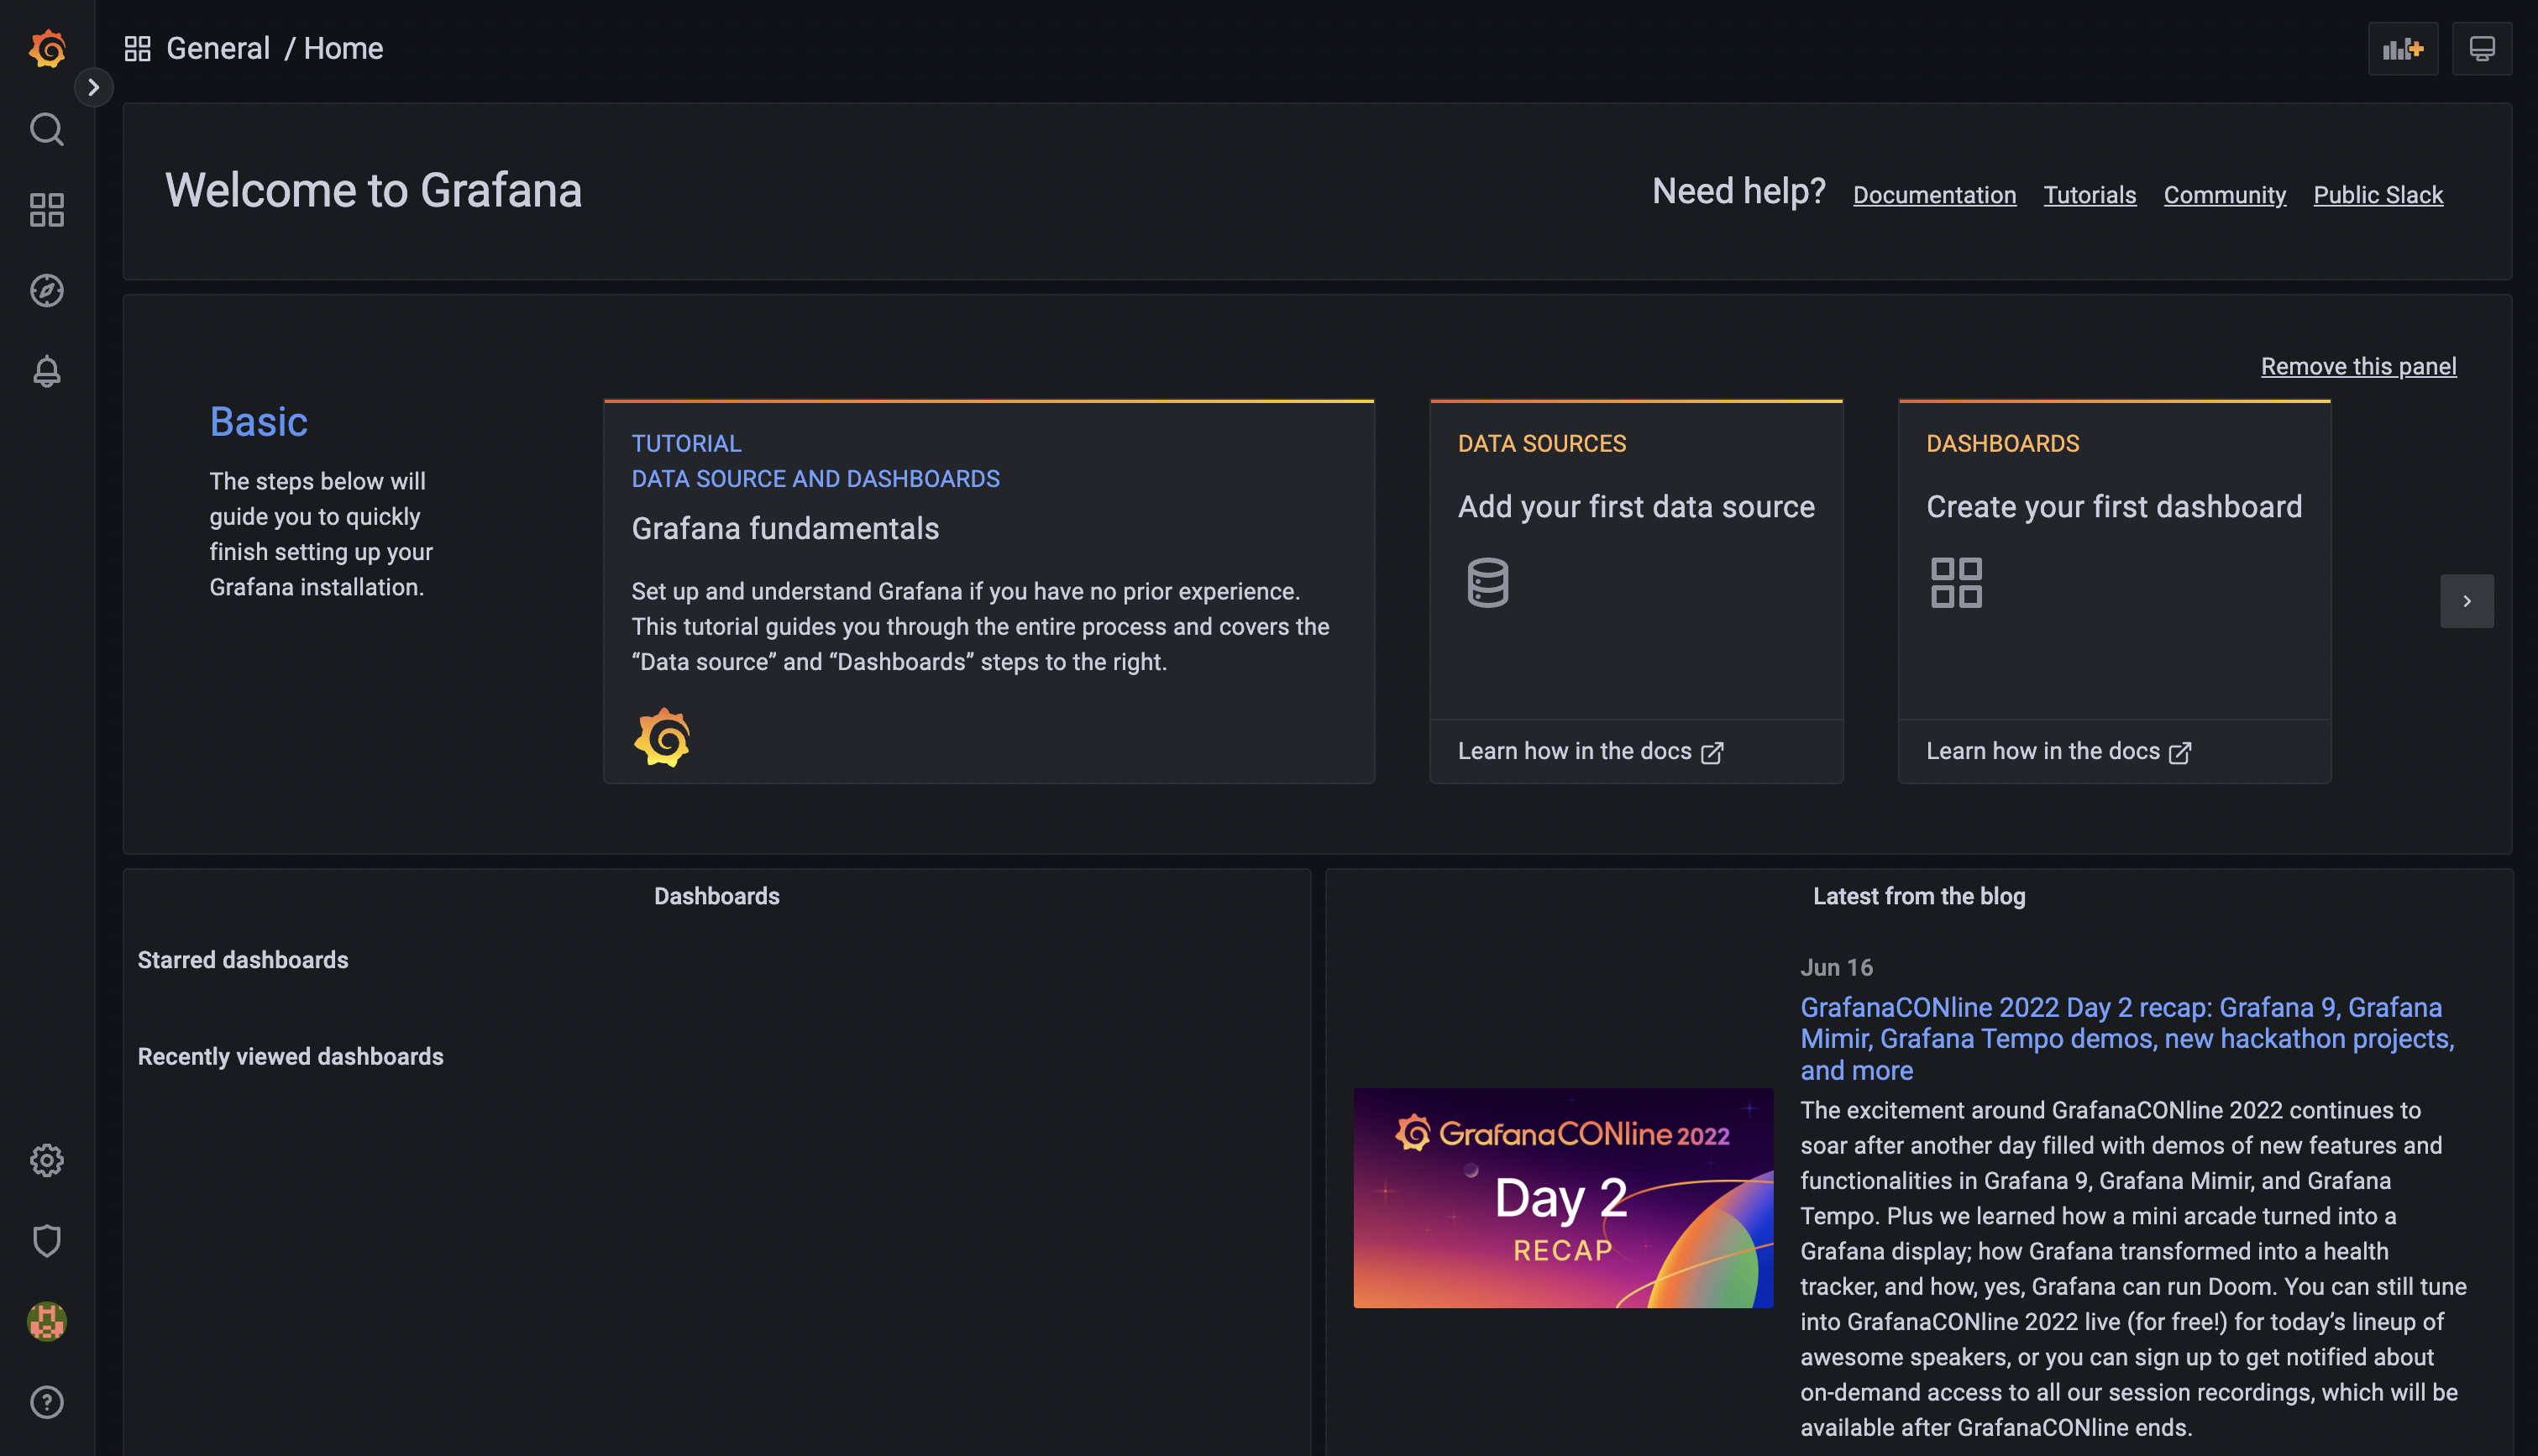 General / Home
Welcome to Grafana
Need help? Documentation Tutorials Community Public Slack
Remove this panel
Basic
The steps below will
guide you to quickly
finish setting up your
Grafana installation.
TUTORIAL
DATA SOURCE AND DASHBOARDS
Grafana fundamentals
Set up and understand Grafana if you have no prior experience.
This tutorial guides you through the entire process and covers the
“Data source” and “Dashboards” steps to the right.
DATA SOURCES
Add your first data source
Learn how in the docs
DASHBOARDS
Create your first dashboard
Learn how in the docs
Dashboards
Starred dashboards
Recently viewed dashboards
Latest from the blog
GrafanaCONline 2022
Day 2
RECAP
Jun 16
GrafanaCONline 2022 Day 2 recap: Grafana 9, Grafana
Mimir, Grafana Tempo demos, new hackathon projects,
and more
The excitement around GrafanaCONline 2022 continues to
soar after another day filled with demos of new features and
functionalities in Grafana 9, Grafana Mimir, and Grafana
Tempo. Plus we learned how a mini arcade turned into a
Grafana display; how Grafana transformed into a health
tracker, and how, yes, Grafana can run Doom. You can still tune
into GrafanaCONline 2022 live (for free!) for today’s lineup of
awesome speakers, or you can sign up to get notified about
on-demand access to all our session recordings, which will be
available after GrafanaCONline ends.